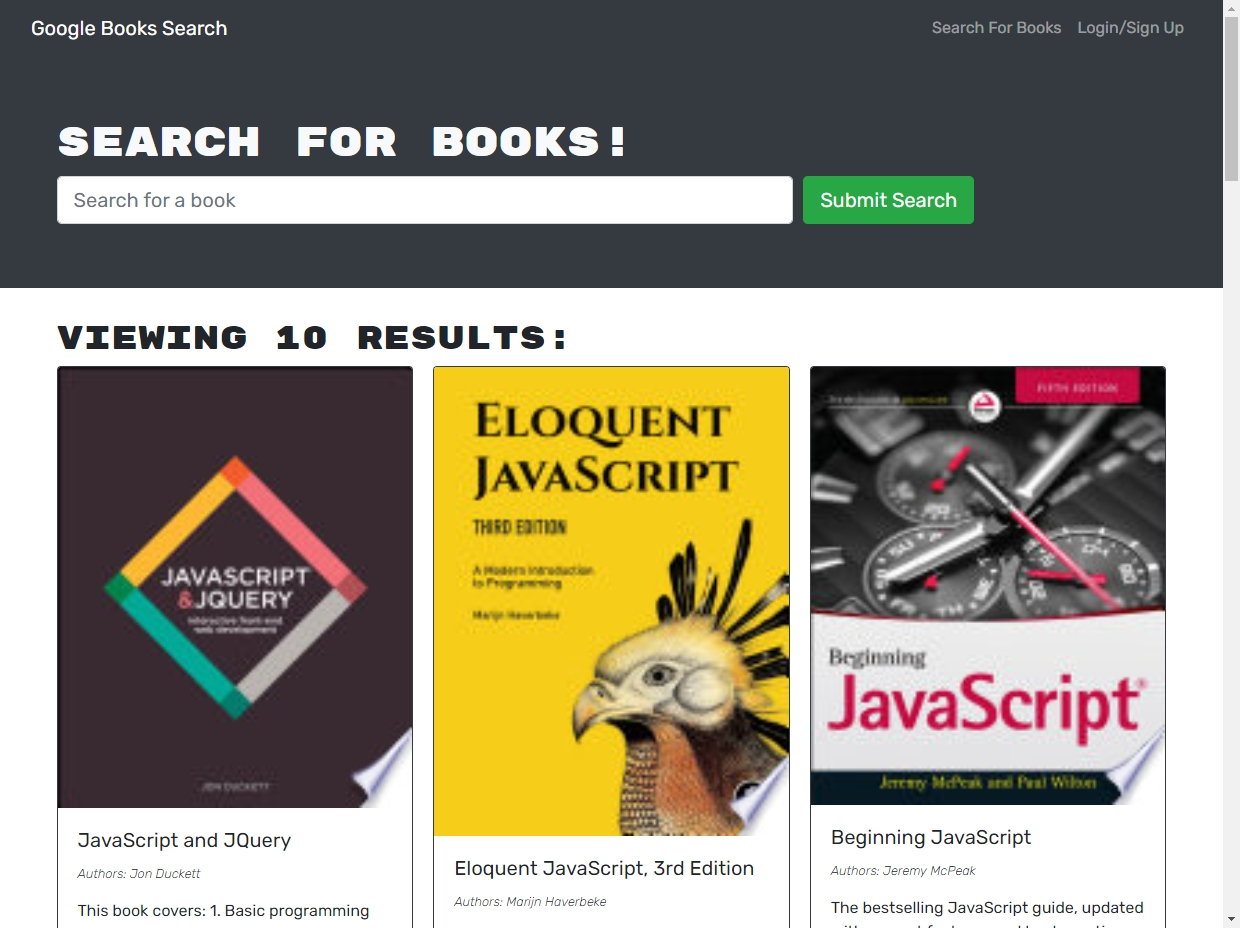 Google Books Search
Search For Books
Login/Sign Up
SEARCH FOR BOOKS!
Search for a book
Submit Search
VIEWING 10 RESULTS:
JAVASCRIPT
&JQUERY
interactive front-end
web development
JON DUCKETT
JavaScript and JQuery
Authors: Jon Duckett
This book covers: 1. Basic programming
ELOQUENT
JAVASCRIPT
THIRD EDITION
A Modern Introduction
to Programming
Marijn Haverbeke
Eloquent JavaScript, 3rd Edition
Authors: Marijn Haverbeke
FIFTH EDITION
Beginning
JavaScript®
Jeremy McPeak and Paul Wilton
Beginning JavaScript
Authors: Jeremy McPeak
The bestselling JavaScript guide, updated